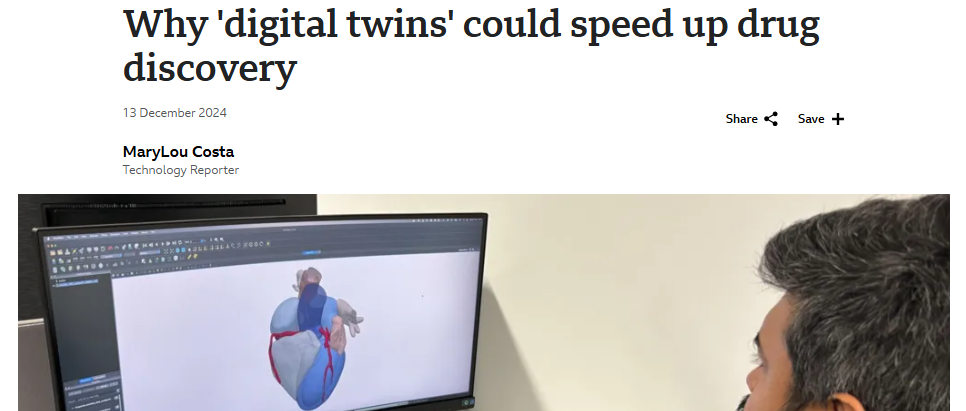 Why 'digital twins' could speed up drug
discovery
13 December 2024
Share
Save
MaryLou Costa
Technology Reporter